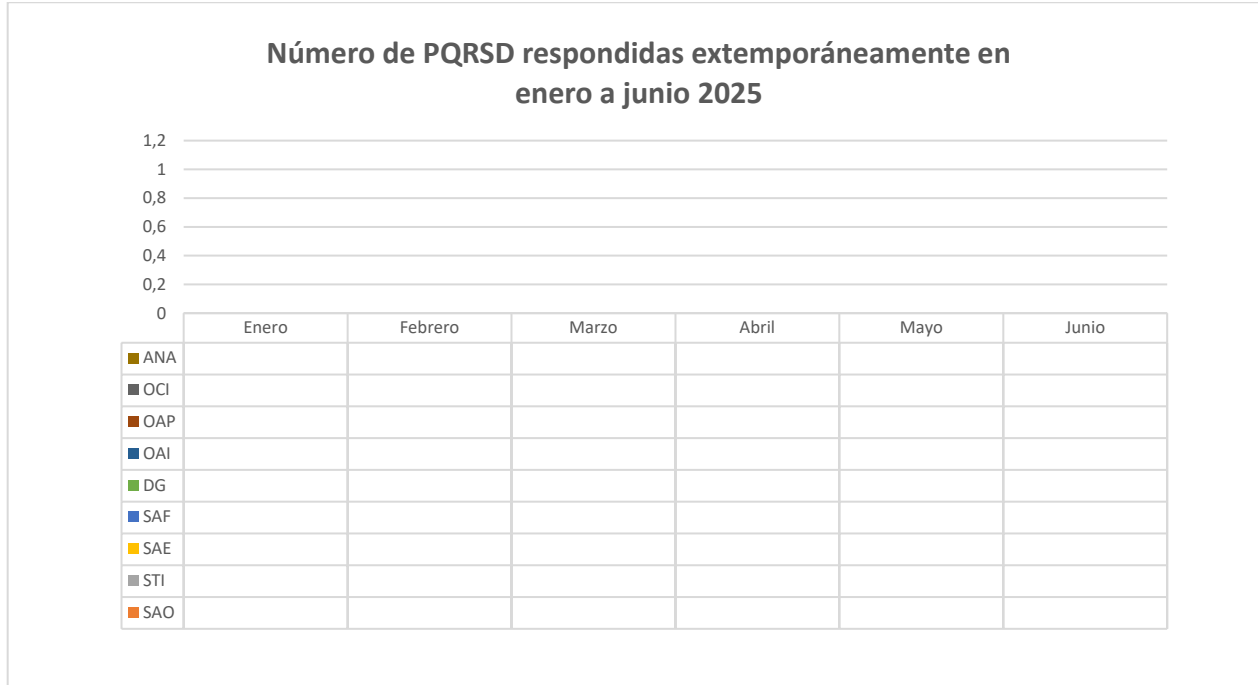 Número de PQRSD respondidas extemporáneamente en
enero a junio 2025
1,2
1
0,8
0,6
0,4
0,2
0
Enero Febrero Marzo Abril Mayo Junio
ANA
OCI
OAP
OAI
DG
SAF
SAE
STI
SAO